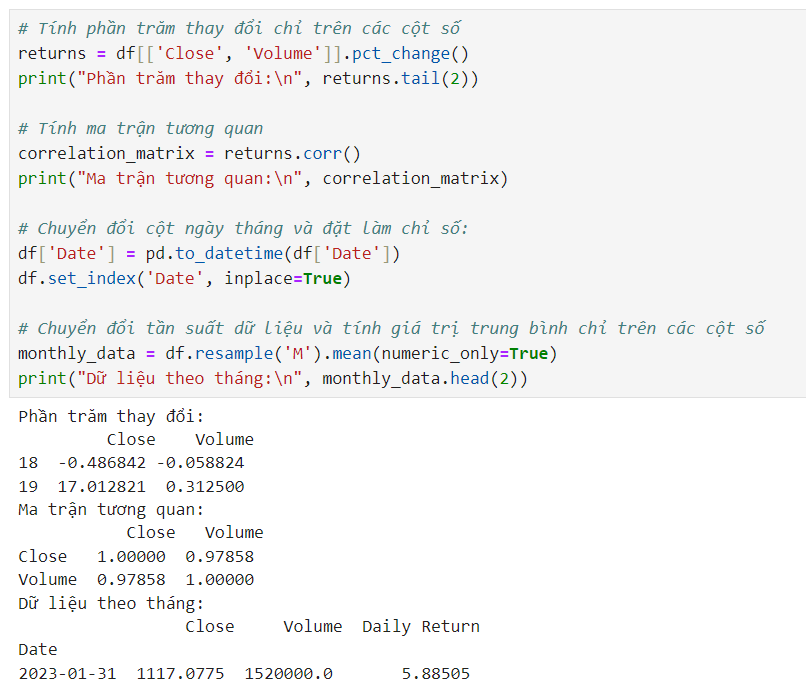 # Tính phần trăm thay đổi chỉ trên các cột số
returns = df[['Close', 'Volume']].pct_change()
print("Phần trăm thay đổi:\n", returns.tail(2))
# Tính ma trận tương quan
correlation_matrix = returns.corr()
print("Ma trận tương quan:\n", correlation_matrix)
# Chuyển đổi cột ngày tháng và đặt làm chỉ số:
df['Date'] = pd.to_datetime(df['Date'])
df.set_index('Date', inplace=True)
# Chuyển đổi tần suất dữ liệu và tính giá trị trung bình chỉ trên các cột số
monthly_data = df.resample('M').mean(numeric_only=True)
print("Dữ liệu theo tháng:\n", monthly_data.head(2))
Phần trăm thay đổi:
Close Volume
18 -0.486842 -0.058824
19 17.012821 0.312500
Ma trận tương quan:
Close Volume
Close 1.00000 0.97858
Volume 0.97858 1.00000
Dữ liệu theo tháng:
Close Volume Daily Return
Date
2023-01-31 1117.0775 1520000.0 5.88505